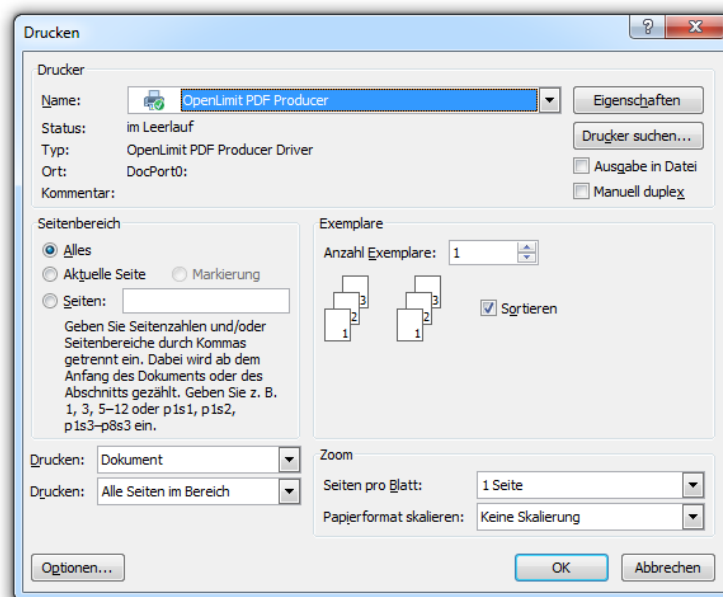 Drucken
Drucker
Name: OpenLimit PDF Producer
Eigenschaften
Status: im Leerlauf
Drucker suchen...
Typ: OpenLimit PDF Producer Driver
Ort: DocPort0:
Ausgabe in Datei
Kommentar:
Manuell duplex
Seitenbereich
Alles
Aktuelle Seite Markierung
Seiten:
Geben Sie Seitenzahlen und/oder
Seitenbereiche durch Kommas
getrennt ein. Dabei wird ab dem
Anfang des Dokuments oder des
Abschnitts gezählt. Geben Sie z. B.
1, 3, 5–12 oder p1s1, p1s2,
p1s3–p8s3 ein.
Exemplare
Anzahl Exemplare: 1
3 3
2 2
1 1
Sortieren
Drucken: Dokument
Drucken: Alle Seiten im Bereich
Zoom
Seiten pro Blatt: 1 Seite
Papierformat skalieren: Keine Skalierung
Optionen...
OK
Abbrechen